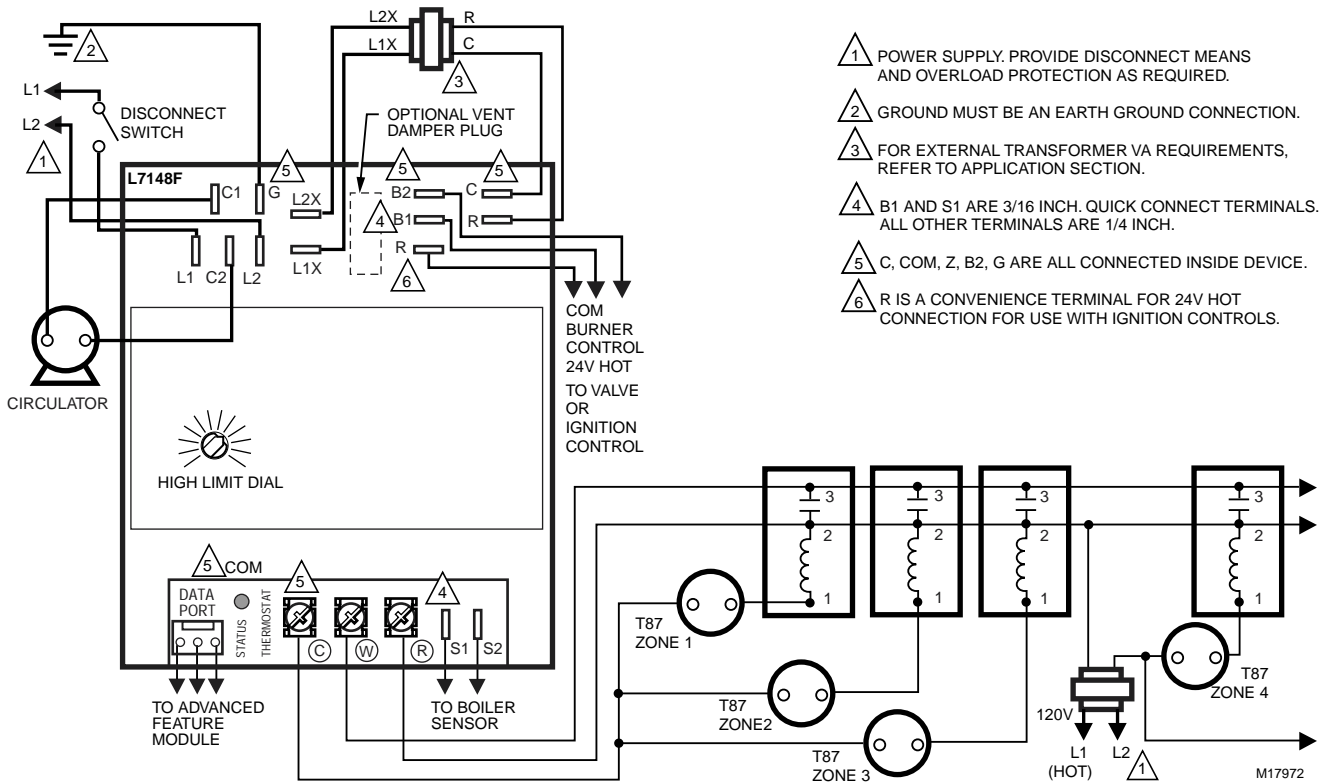 L2X
R
L1X
C
3
2
L1
DISCONNECT
SWITCH
L2
1
OPTIONAL VENT
DAMPER PLUG
L7148F
C1
G
5
L2X
B2
5
C
5
4
B1
R
R
L1
C2
L2
L1X
6
COM
BURNER
CONTROL
24V HOT
TO VALVE
OR
IGNITION
CONTROL
CIRCULATOR
HIGH LIMIT DIAL
1 POWER SUPPLY. PROVIDE DISCONNECT MEANS
AND OVERLOAD PROTECTION AS REQUIRED.
2 GROUND MUST BE AN EARTH GROUND CONNECTION.
3 FOR EXTERNAL TRANSFORMER VA REQUIREMENTS,
REFER TO APPLICATION SECTION.
4 B1 AND S1 ARE 3/16 INCH. QUICK CONNECT TERMINALS.
ALL OTHER TERMINALS ARE 1/4 INCH.
5 C, COM, Z, B2, G ARE ALL CONNECTED INSIDE DEVICE.
6 R IS A CONVENIENCE TERMINAL FOR 24V HOT
CONNECTION FOR USE WITH IGNITION CONTROLS.
5 COM
DATA
PORT
STATUS
THERMOSTAT
5
C
W
R
4
S1
S2
TO ADVANCED
FEATURE
MODULE
TO BOILER
SENSOR
3
2
1
3
2
1
3
2
1
3
2
1
T87
ZONE 1
T87
ZONE2
T87
ZONE 3
T87
ZONE 4
120V
L1
(HOT)
L2
1
M17972